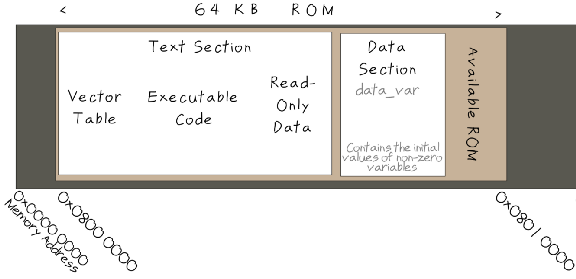 < 64 KB ROM >
Text Section
Vector
Table
Executable
Code
Read-
Only
Data
Data
Section
data_var
Contains the initial
values of non-zero
variables
Available ROM
0x0000 0000
Memory Address
0x0800 0000
0x0801 0000